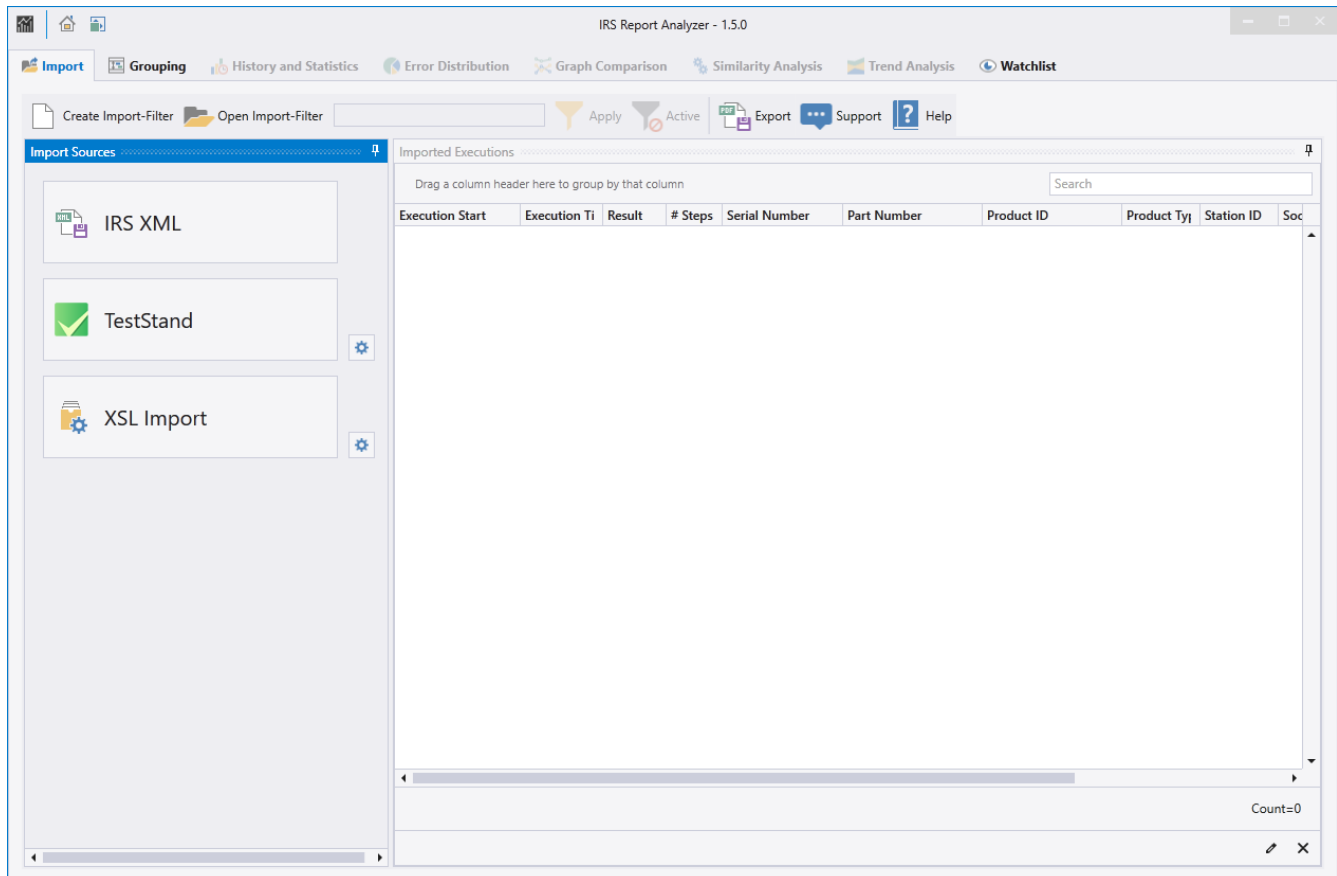 IRS Report Analyzer - 1.5.0
Import Grouping History and Statistics Error Distribution Graph Comparison Similarity Analysis Trend Analysis Watchlist
Create Import-Filter Open Import-Filter Apply Active Export Support Help
Import Sources
Imported Executions
Drag a column header here to group by that column Search
Execution Start Execution Ti Result # Steps Serial Number Part Number Product ID Product Typ Station ID Soc
IRS XML
TestStand
XSL Import
Count=0